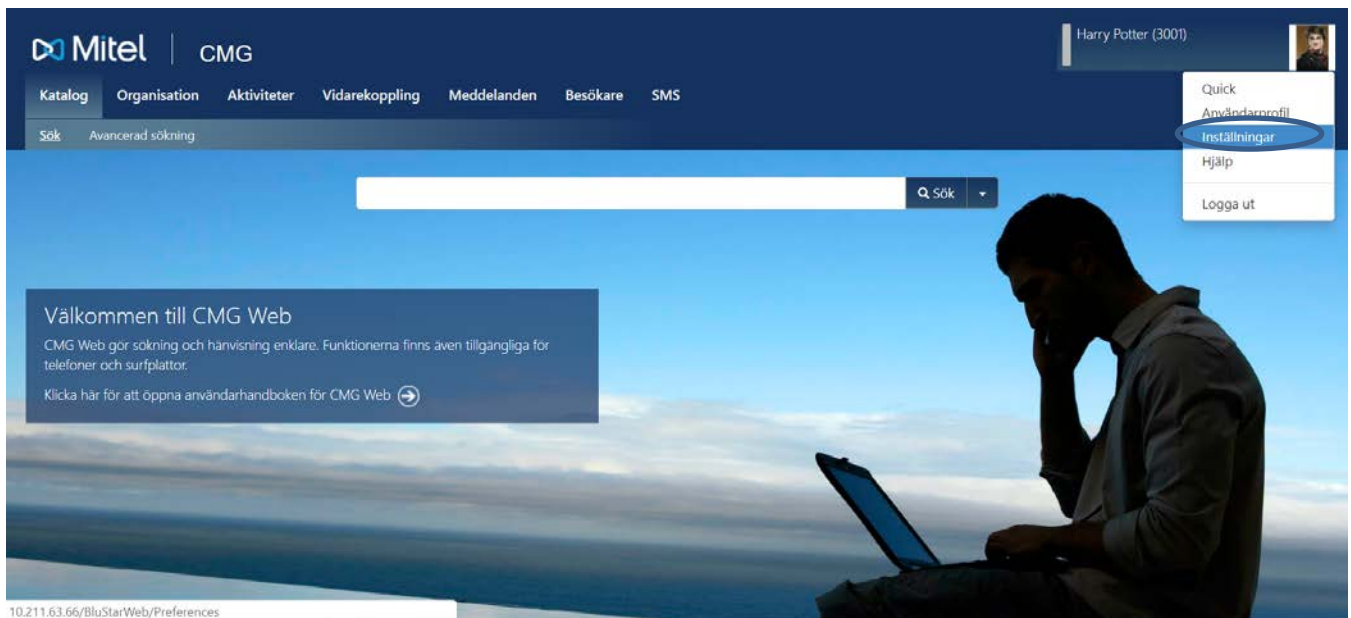 Mitel | CMG
Harry Potter (3001)
Katalog Organisation Aktiviteter Vidarekoppling Meddelanden Besökare SMS
Sök Avancerad sökning
Quick
Användarprofil
Inställningar
Hjälp
Logga ut
Sök
Välkommen till CMG Web
CMG Web gör sökning och hänvisning enklare. Funktionerna finns även tillgängliga för
telefoner och surfplattor.
Klicka här för att öppna användarhandboken för CMG Web
10.211.63.66/BluStarWeb/Preferences